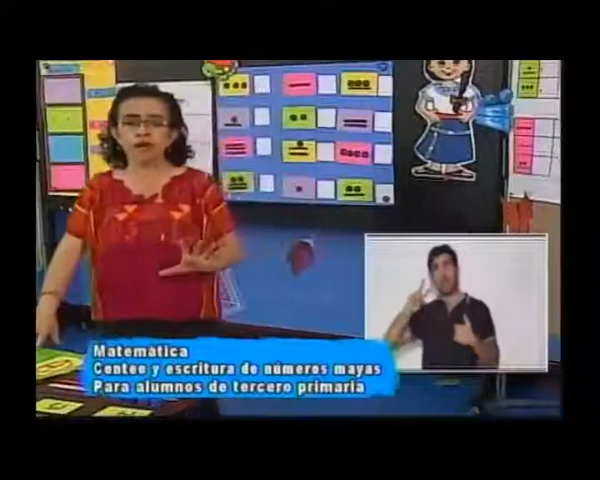 Matemática
Conteo y escritura de números mayas
Para alumnos de tercero primaria